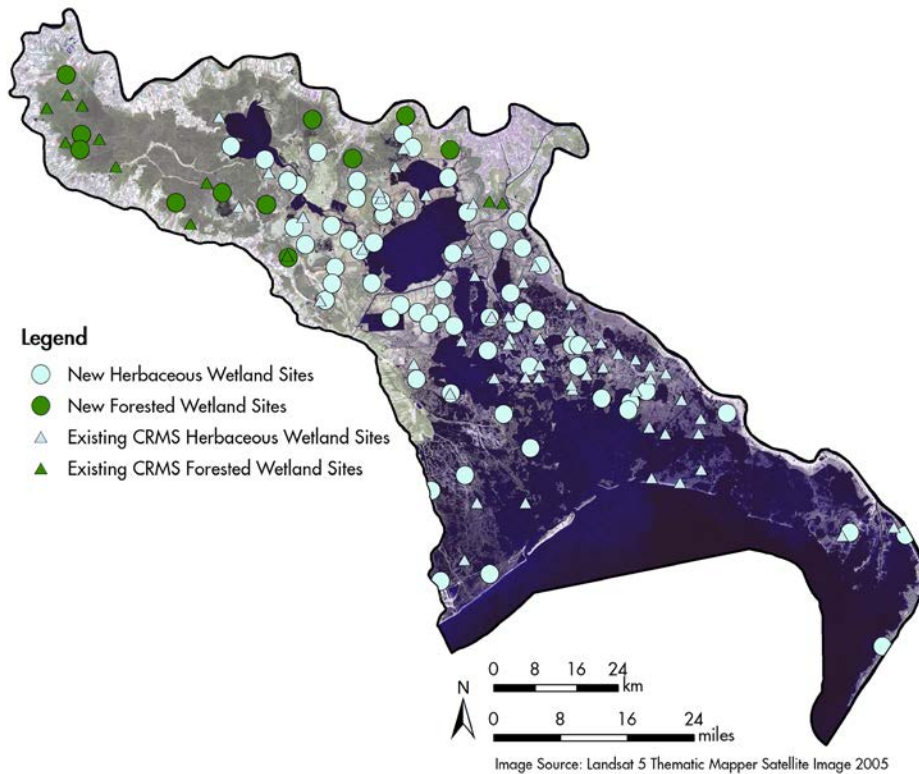 Legend
New Herbaceous Wetland Sites
New Forested Wetland Sites
Existing CRMS Herbaceous Wetland Sites
Existing CRMS Forested Wetland Sites
0 8 16 24
km
N
0 8 16 24
miles
Image Source: Landsat 5 Thematic Mapper Satellite Image 2005